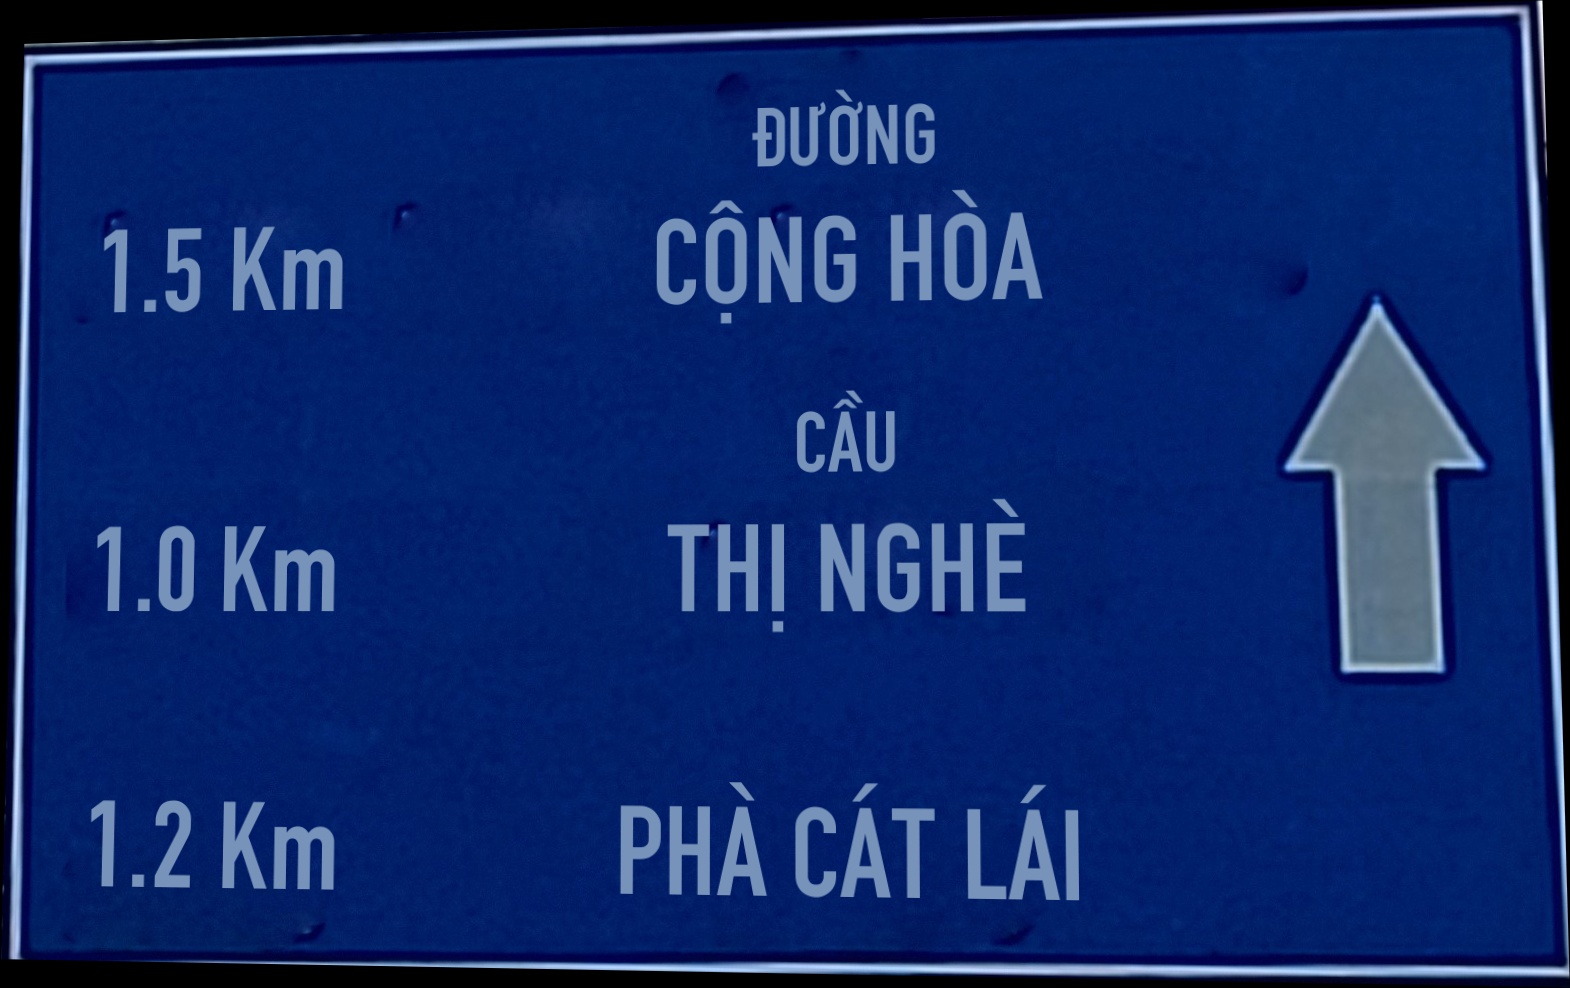 ĐƯỜNG
1.5 Km CỘNG HÒA
CẦU
1.0 Km THỊ NGHÈ
1.2 Km PHÀ CÁT LÁI